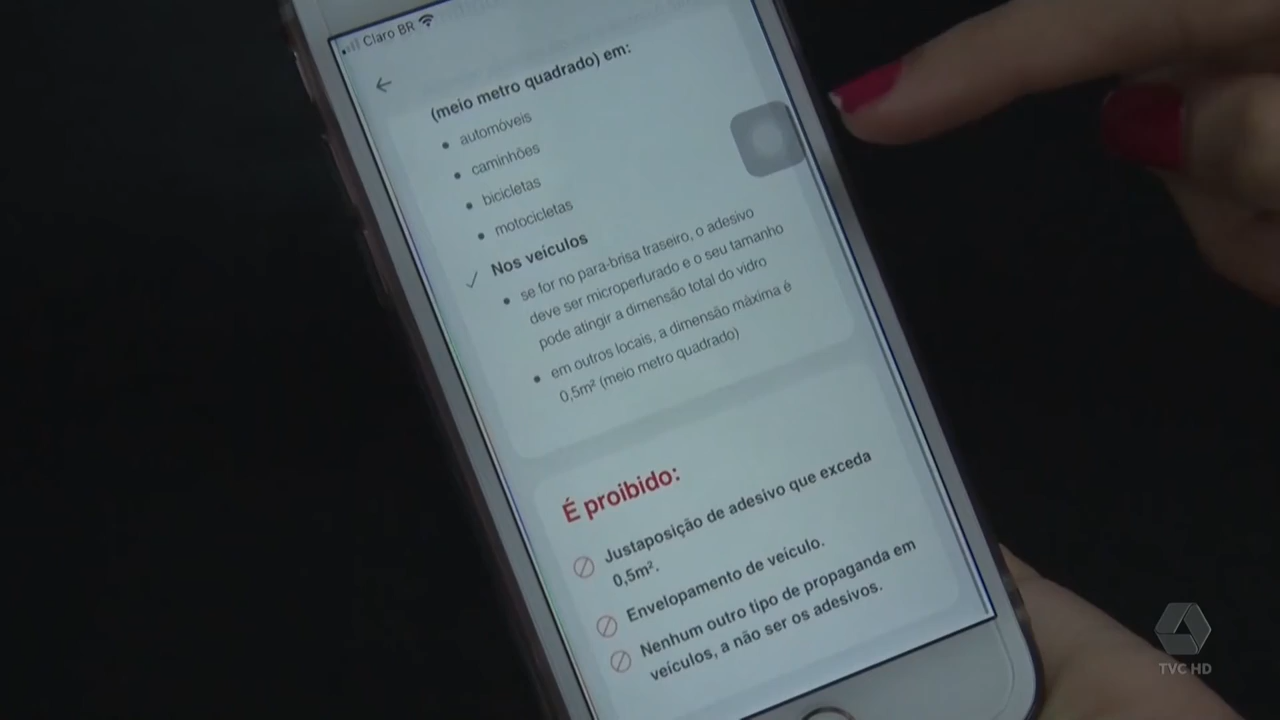 Claro BR
(meio metro quadrado) em:
• automóveis
• caminhões
• bicicletas
• motocicletas
Nos veículos
• se for no para-brisa traseiro, o adesivo
deve ser microperfurado e o seu tamanho
pode atingir a dimensão total do vidro
• em outros locais, a dimensão máxima é
0,5m² (meio metro quadrado)
É proibido:
Justaposição de adesivo que exceda
0,5m².
Envelopamento de veículo.
Nenhum outro tipo de propaganda em
veículos, a não ser os adesivos.
TVC HD